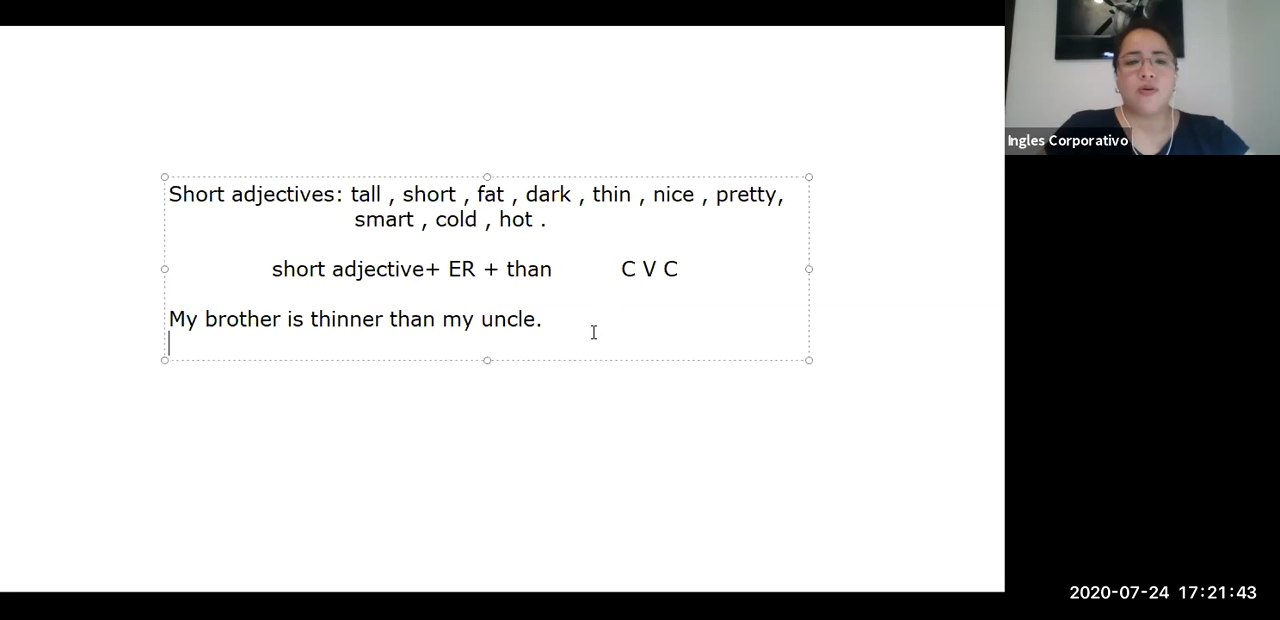 Short adjectives: tall , short , fat , dark , thin , nice , pretty,
smart , cold , hot .
short adjective+ ER + than C V C
My brother is thinner than my uncle.
Ingles Corporativo
2020-07-24 17:21:43